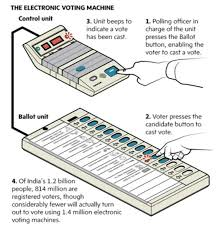 THE ELECTRONIC VOTING MACHINE
Control unit
3. Unit beeps to
indicate a vote
has been cast.
1. Polling officer in
charge of the unit
presses the
Ballot
button, enabling the
voter to cast a vote.
Ballot unit
2. Voter presses the
candidate button to
cast vote.
4. Of India's 1.2 billion
people, 814 million are
registered voters, though
considerably fewer will actually turn
out to vote using 1.4 million electronic
voting machines.